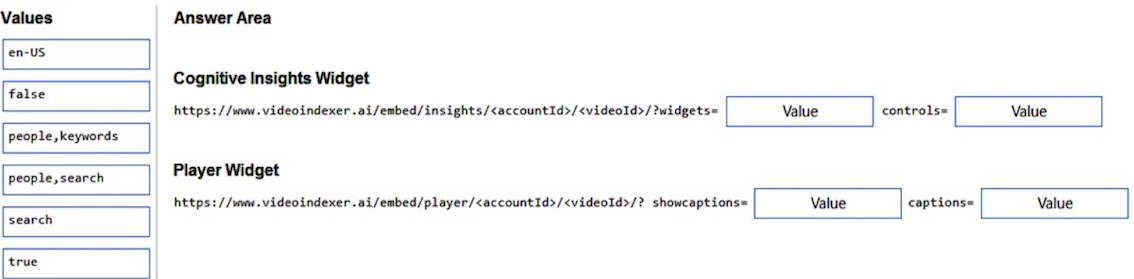 Values
en-US
false
people,keywords
people,search
search
true
Answer Area
Cognitive Insights Widget
https://www.videoindexer.ai/embed/insights/<accountId>/<videoId>/?widgets= Value controls= Value
Player Widget
https://www.videoindexer.ai/embed/player/<accountId>/<videoId>/? showcaptions= Value captions= Value